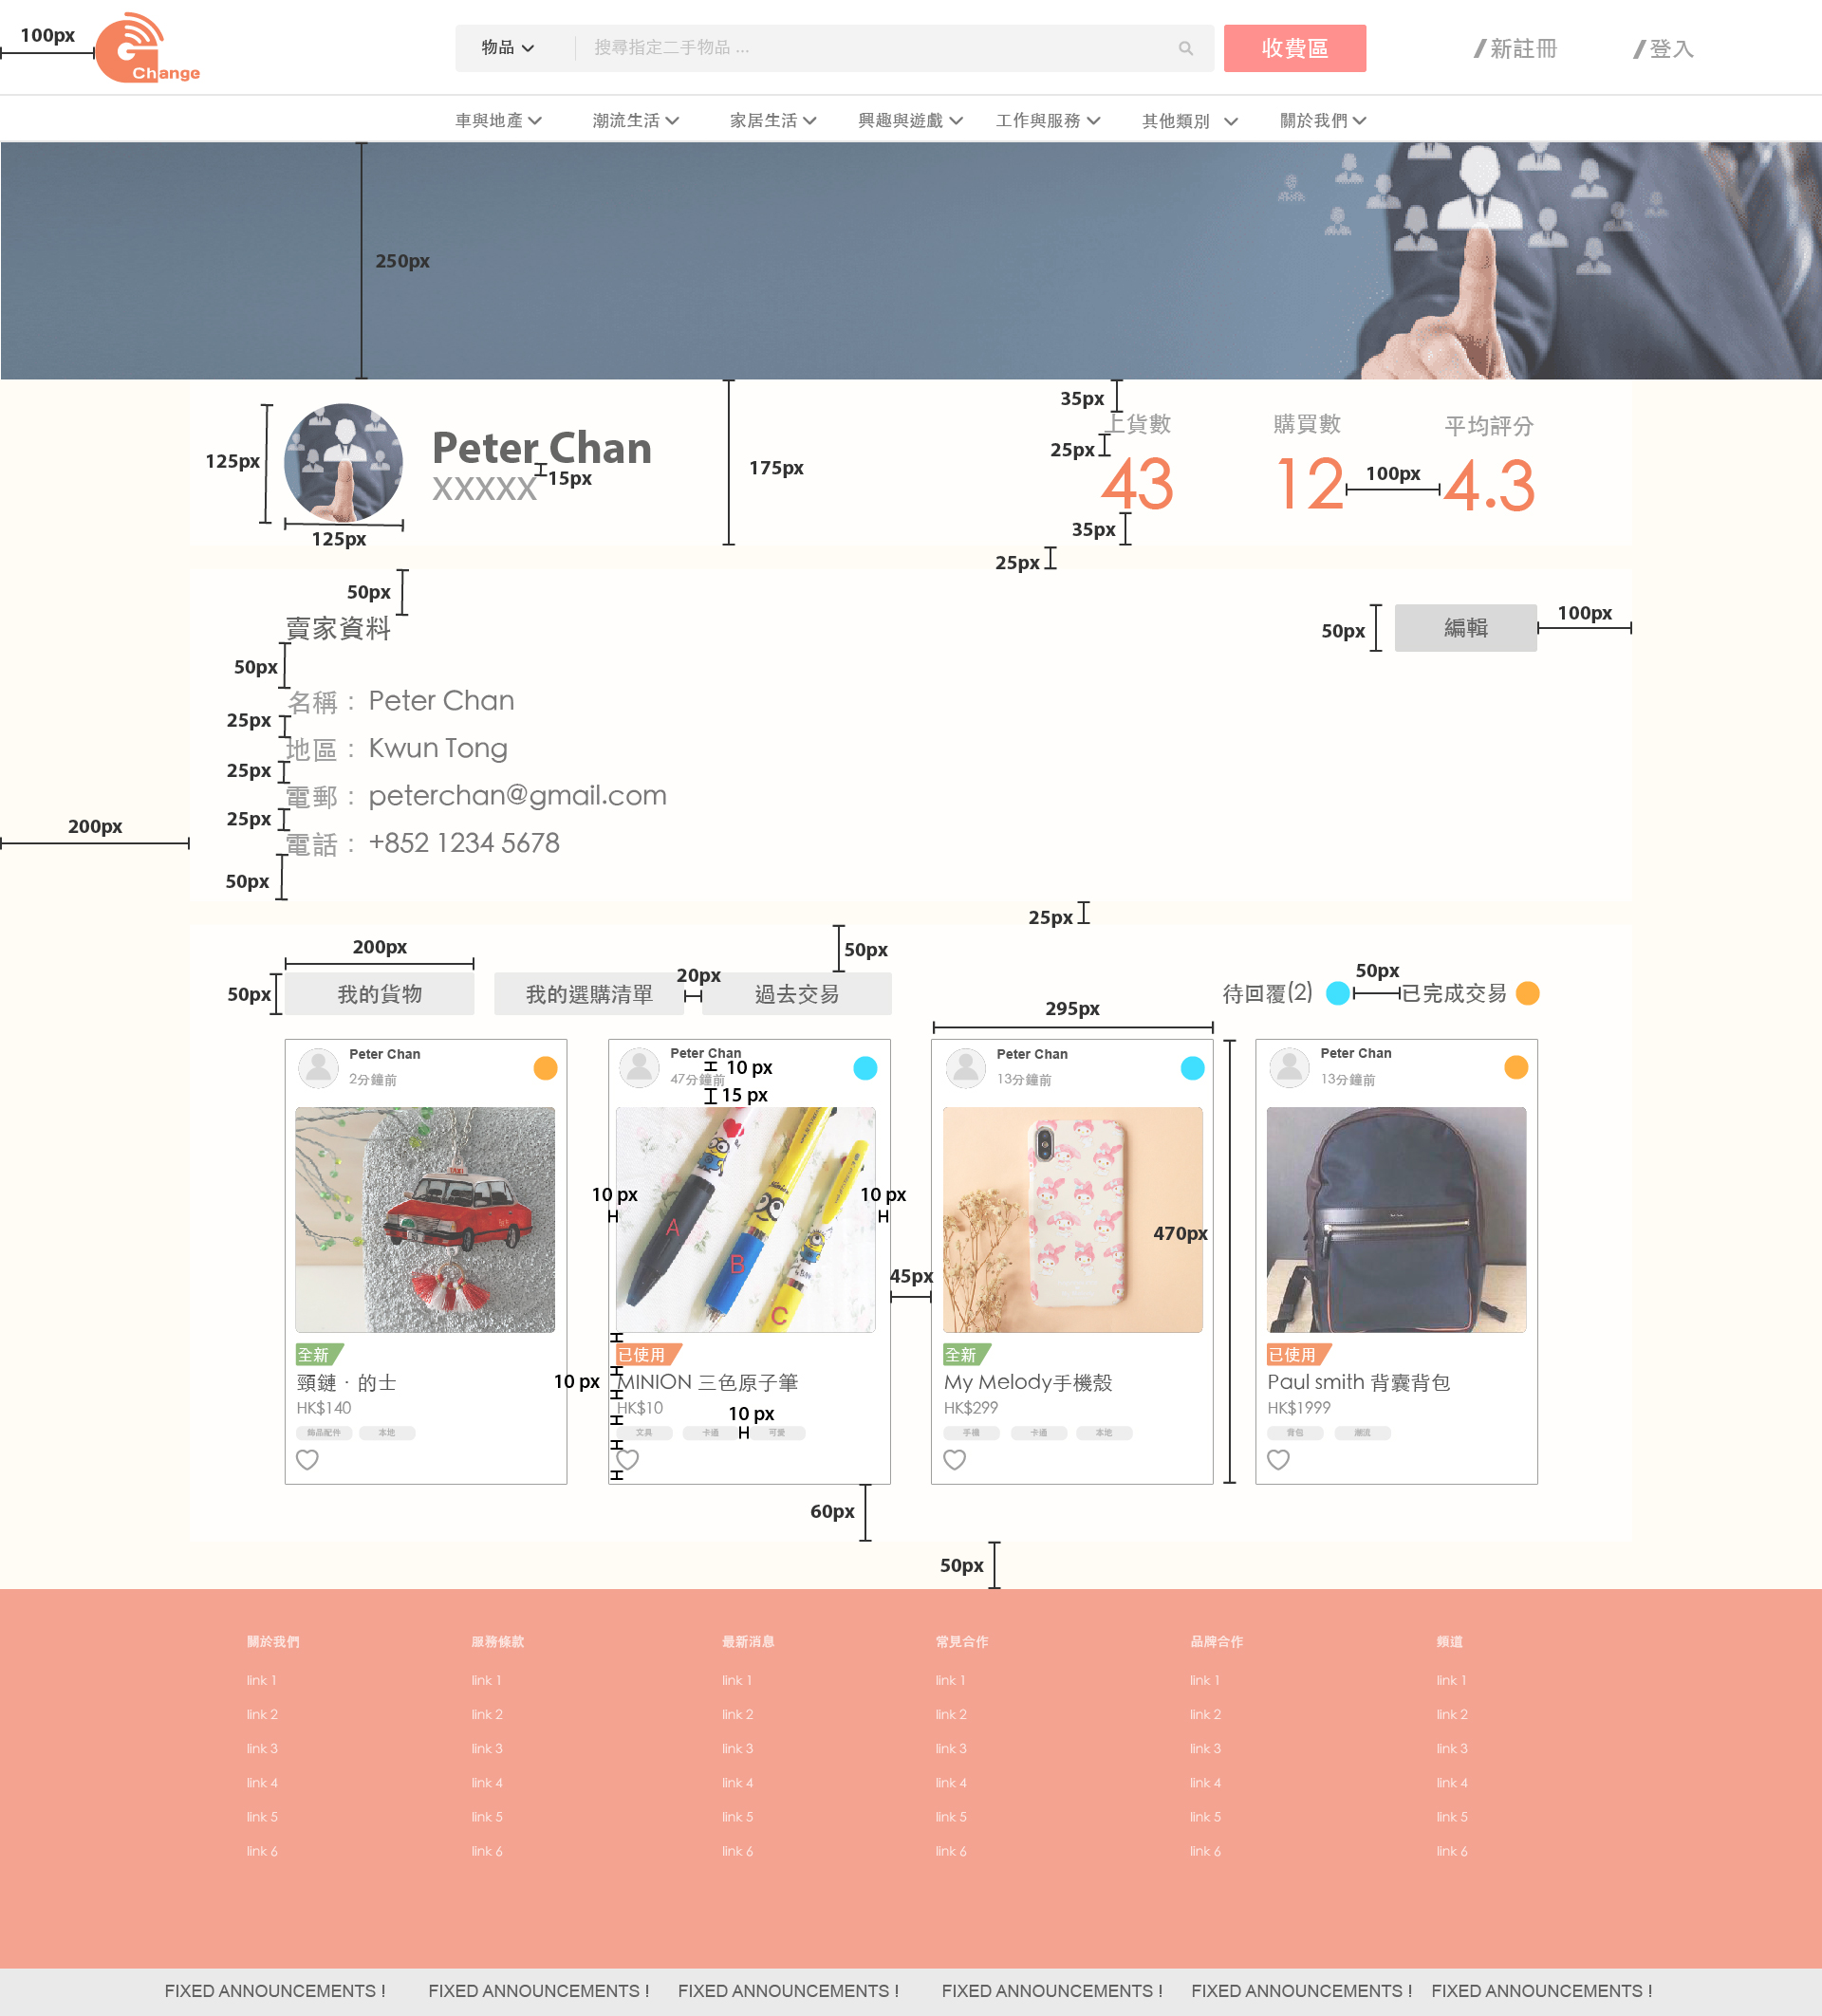 100px
Change
物品
搜尋指定二手物品 ...
收費區
新註冊
登入
車與地產
潮流生活
家居生活
興趣與遊戲
工作與服務
其他類別
關於我們
250px
125px
125px
Peter Chan
XXXXX
15px
175px
35px
上貨數
購買數
平均評分
25px
43
12
100px
4.3
35px
25px
50px
賣家資料
50px
編輯
100px
50px
名稱： Peter Chan
25px
地區： Kwun Tong
25px
電郵： peterchan@gmail.com
25px
電話： +852 1234 5678
200px
50px
25px
200px
50px
50px
我的貨物
我的選購清單
20px
過去交易
待回覆(2)
50px
已完成交易
295px
Peter Chan
2分鐘前
Peter Chan
47分鐘前
10 px
15 px
Peter Chan
13分鐘前
Peter Chan
13分鐘前
TAXI
A
B
C
10 px
10 px
470px
45px
全新
頸鏈．的士
HK$140
飾品配件
本地
10 px
已使用
MINION 三色原子筆
HK$10
10 px
文具
卡通
可愛
全新
My Melody手機殼
HK$299
手機
卡通
本地
已使用
Paul smith 背囊背包
HK$1999
背包
潮流
60px
50px
關於我們
link 1
link 2
link 3
link 4
link 5
link 6
服務條款
link 1
link 2
link 3
link 4
link 5
link 6
最新消息
link 1
link 2
link 3
link 4
link 5
link 6
常見合作
link 1
link 2
link 3
link 4
link 5
link 6
品牌合作
link 1
link 2
link 3
link 4
link 5
link 6
頻道
link 1
link 2
link 3
link 4
link 5
link 6
FIXED ANNOUNCEMENTS ! FIXED ANNOUNCEMENTS ! FIXED ANNOUNCEMENTS ! FIXED ANNOUNCEMENTS ! FIXED ANNOUNCEMENTS ! FIXED ANNOUNCEMENTS !